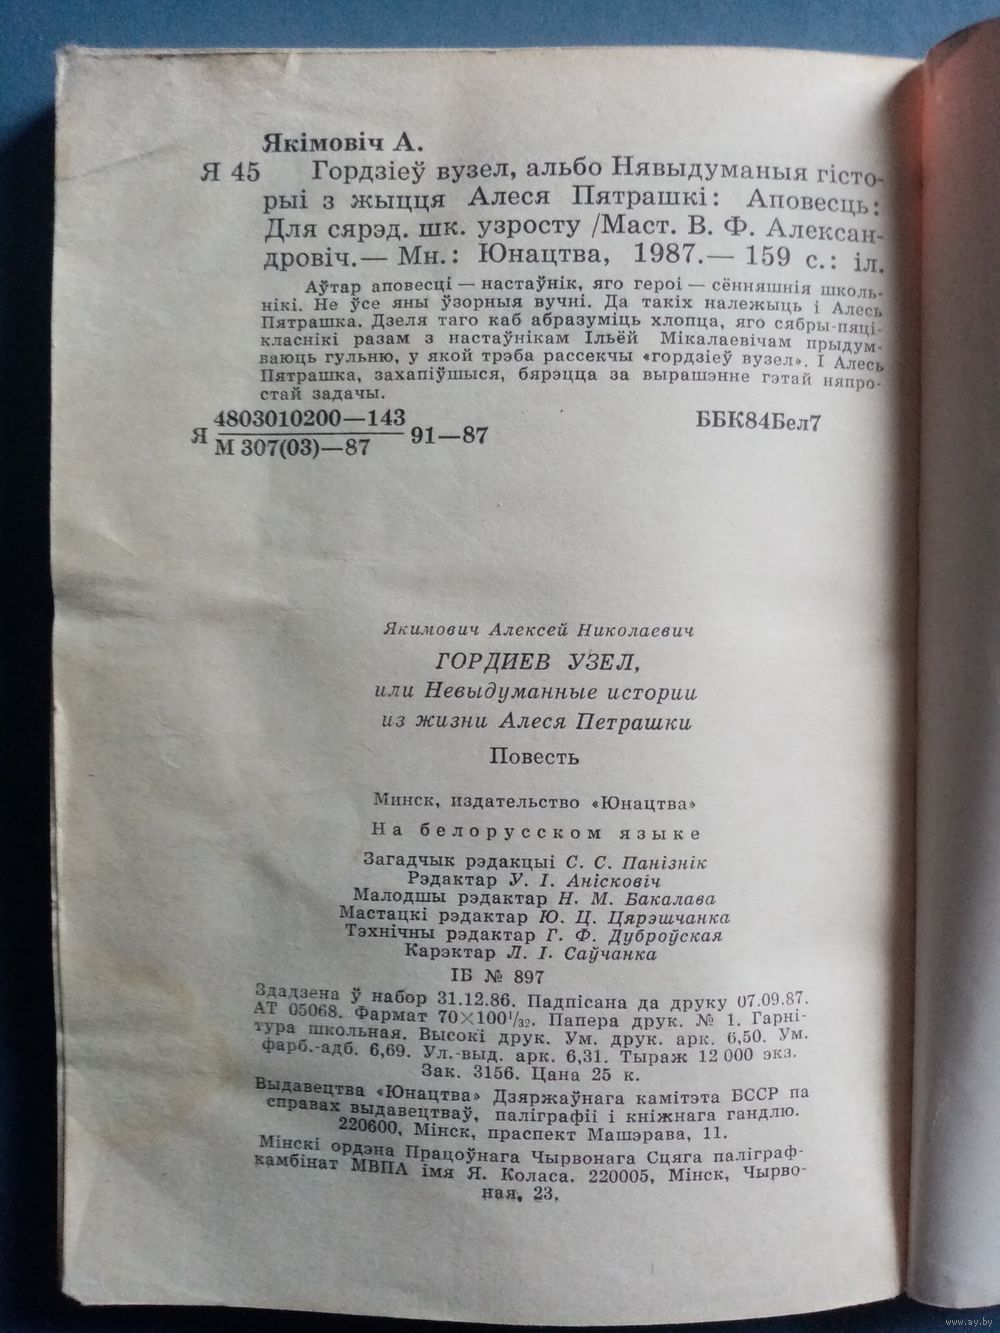 Якімовіч А.
Я 45 Гордзіеў вузел, альбо Нявыдуманыя гісто-
рыі з жыцця Алеся Пятрашкі: Аповесць:
Для сярэд. шк. узросту /Маст. В. Ф. Алексан-
дровіч.— Мн.: Юнацтва, 1987.— 159 с.: іл.
Аўтар аповесці — настаўнік, яго героі — сённяшнія школь-
нікі. Не ўсе яны ўзорныя вучні. Да такіх належыць і Алесь
Пятрашка. Дзеля таго каб абразуміць хлопца, яго сябры-пяці-
класнікі разам з настаўнікам Ільёй Мікалаевічам прыдум-
ваюць гульню, у якой трэба рассекчы «гордзіеў вузел». І Алесь
Пятрашка, захапіўшыся, бярэцца за вырашэнне гэтай няпро-
стай задачы.
Я 4803010200—143
М 307(03)—87 91—87 ББК84Бел7
Якимович Алексей Николаевич
ГОРДИЕВ УЗЕЛ,
или Невыдуманные истории
из жизни Алеся Петрашки
Повесть
Минск, издательство «Юнацтва»
На белорусском языке
Загадчык рэдакцыі С. С. Панізнік
Рэдактар У. І. Анісковіч
Малодшы рэдактар Н. М. Бакалава
Мастацкі рэдактар Ю. Ц. Цярэшчанка
Тэхнічны рэдактар Г. Ф. Дуброўская
Карэктар Л. І. Саўчанка
ІБ № 897
Здадзена ў набор 31.12.86. Падпісана да друку 07.09.87.
АТ 05068. Фармат 70×100¹/₃₂. Папера друк. № 1. Гарні-
тура школьная. Высокі друк. Ум. друк. арк. 6,50. Ум.
фарб.-адб. 6,69. Ул.-выд. арк. 6,31. Тыраж 12 000 экз.
Зак. 3156. Цана 25 к.
Выдавецтва «Юнацтва» Дзяржаўнага камітэта БССР па
справах выдавецтваў, паліграфіі і кніжнага гандлю.
220600, Мінск, праспект Машэрава, 11.
Мінскі ордэна Працоўнага Чырвонага Сцяга паліграф-
камбінат МВПА імя Я. Коласа. 220005, Мінск, Чырво-
ная, 23.
www.ay.by